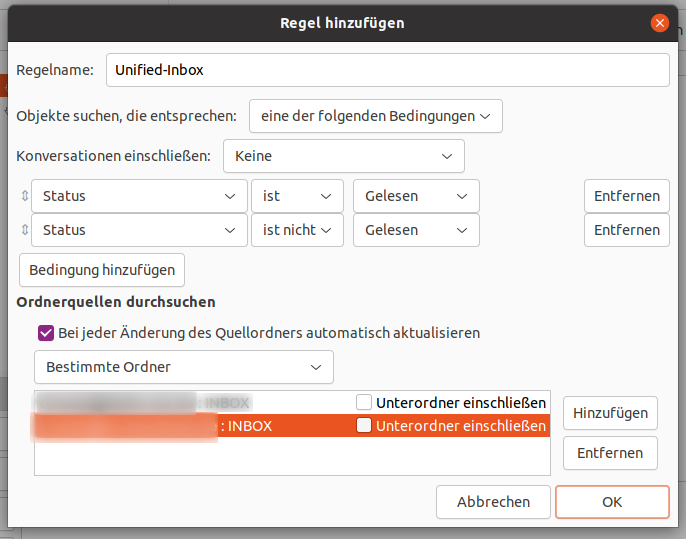 Regel hinzufügen
Regelname: Unified-Inbox
Objekte suchen, die entsprechen: eine der folgenden Bedingungen
Konversationen einschließen: Keine
Status ist Gelesen Entfernen
Status ist nicht Gelesen Entfernen
Bedingung hinzufügen
Ordnerquellen durchsuchen
Bei jeder Änderung des Quellordners automatisch aktualisieren
Bestimmte Ordner
: INBOX Unterordner einschließen
: INBOX Unterordner einschließen
Hinzufügen
Entfernen
Abbrechen OK